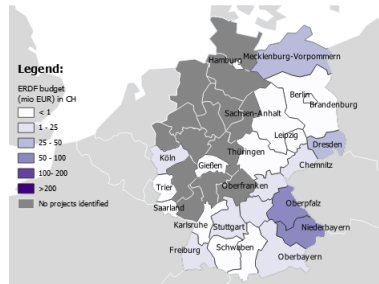 Legend:
ERDF budget
(mio EUR) in CH
< 1
1 - 25
25 - 50
50 - 100
100- 200
>200
No projects identified
Hamburg
Mecklenburg-Vorpommern
Berlin
Brandenburg
Sachsen-Anhalt
Leipzig
Dresden
Köln
Thüringen
Chemnitz
Gießen
Trier
Oberfranken
Saarland
Oberpfalz
Karlsruhe
Stuttgart
Niederbayern
Freiburg
Schwaben
Oberbayern